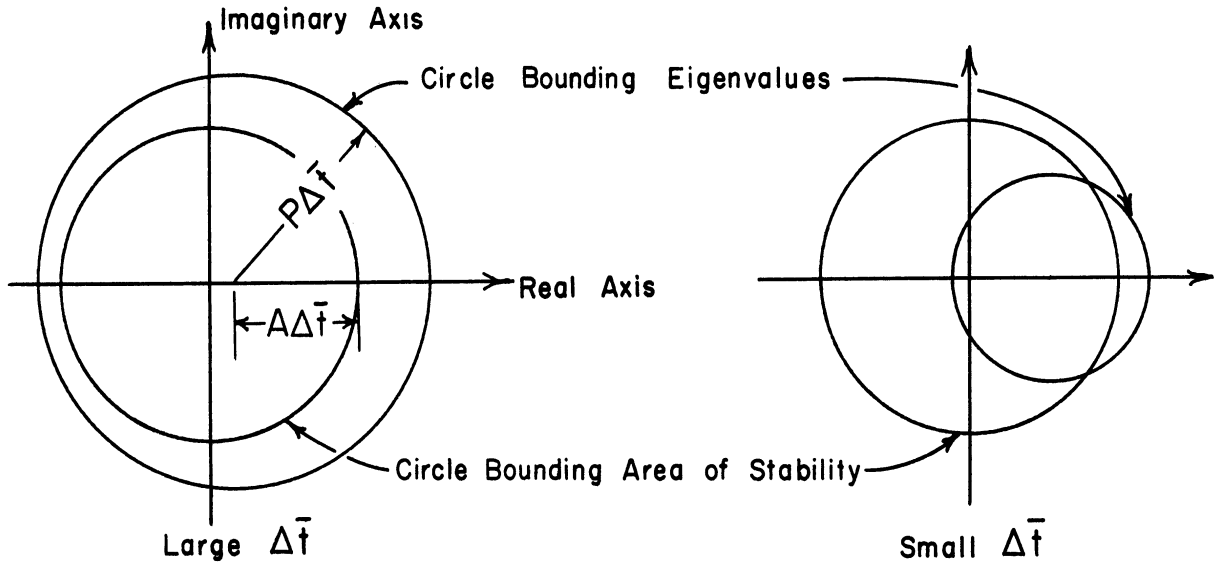 Imaginary Axis
Circle Bounding Eigenvalues
PΔt̄
Real Axis
AΔt̄
Circle Bounding Area of Stability
Large Δt̄
Small Δt̄